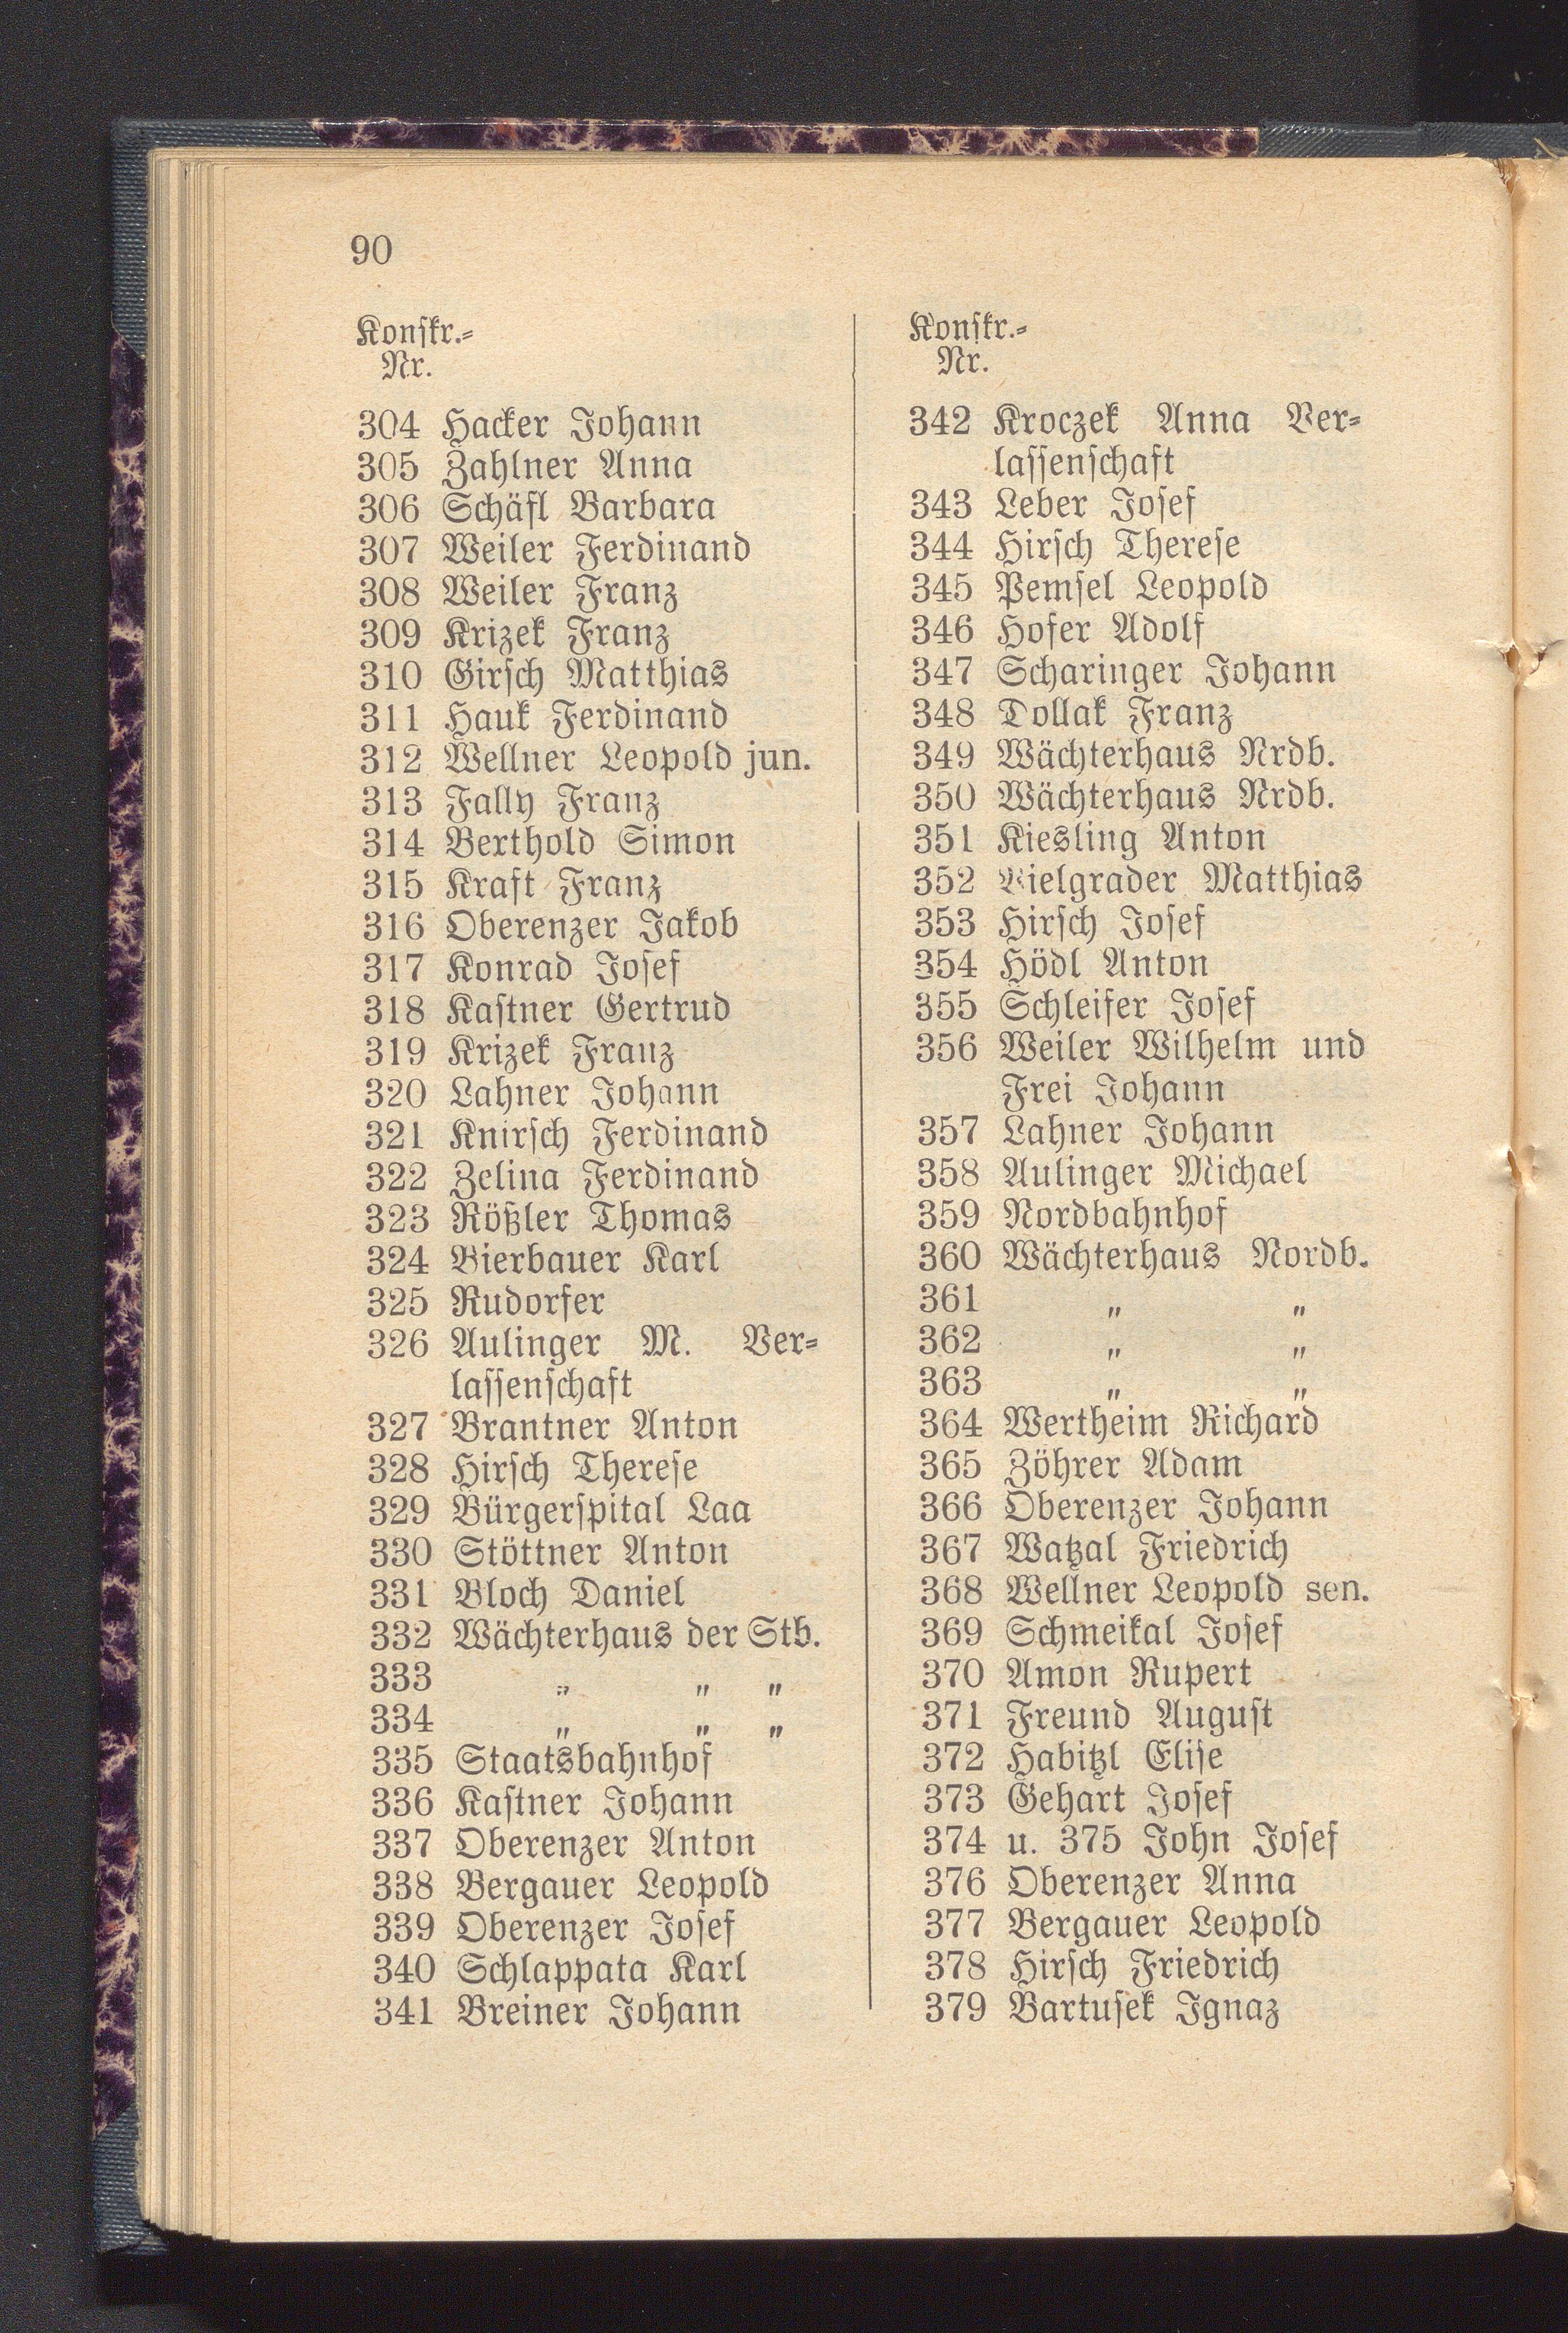 90
Konskr.-
Nr.
304 Hacker Johann
305 Zahlner Anna
306 Schäfl Barbara
307 Weiler Ferdinand
308 Weiler Franz
309 Krizek Franz
310 Girsch Matthias
311 Hauk Ferdinand
312 Wellner Leopold jun.
313 Fally Franz
314 Berthold Simon
315 Kraft Franz
316 Oberenzer Jakob
317 Konrad Josef
318 Kastner Gertrud
319 Krizek Franz
320 Lahner Johann
321 Knirsch Ferdinand
322 Zelina Ferdinand
323 Rößler Thomas
324 Bierbauer Karl
325 Rudorfer
326 Aulinger M. Ver-
lassenschaft
327 Brantner Anton
328 Hirsch Therese
329 Bürgerspital Laa
330 Stöttner Anton
331 Bloch Daniel
332 Wächterhaus der Stb.
333 „ „ „
334 „ „ „
335 Staatsbahnhof
336 Kastner Johann
337 Oberenzer Anton
338 Bergauer Leopold
339 Oberenzer Josef
340 Schlappata Karl
341 Breiner Johann
Konskr.-
Nr.
342 Kroczek Anna Ver-
lassenschaft
343 Leber Josef
344 Hirsch Therese
345 Pemsel Leopold
346 Hofer Adolf
347 Scharinger Johann
348 Dollak Franz
349 Wächterhaus Nrdb.
350 Wächterhaus Nrdb.
351 Kiesling Anton
352 Bielgrader Matthias
353 Hirsch Josef
354 Hödl Anton
355 Schleifer Josef
356 Weiler Wilhelm und
Frei Johann
357 Lahner Johann
358 Aulinger Michael
359 Nordbahnhof
360 Wächterhaus Nordb.
361 „ „
362 „ „
363 „ „
364 Wertheim Richard
365 Zöhrer Adam
366 Oberenzer Johann
367 Watzal Friedrich
368 Wellner Leopold sen.
369 Schmeikal Josef
370 Amon Rupert
371 Freund August
372 Habitzl Elise
373 Gehart Josef
374 u. 375 John Josef
376 Oberenzer Anna
377 Bergauer Leopold
378 Hirsch Friedrich
379 Bartusek Ignaz